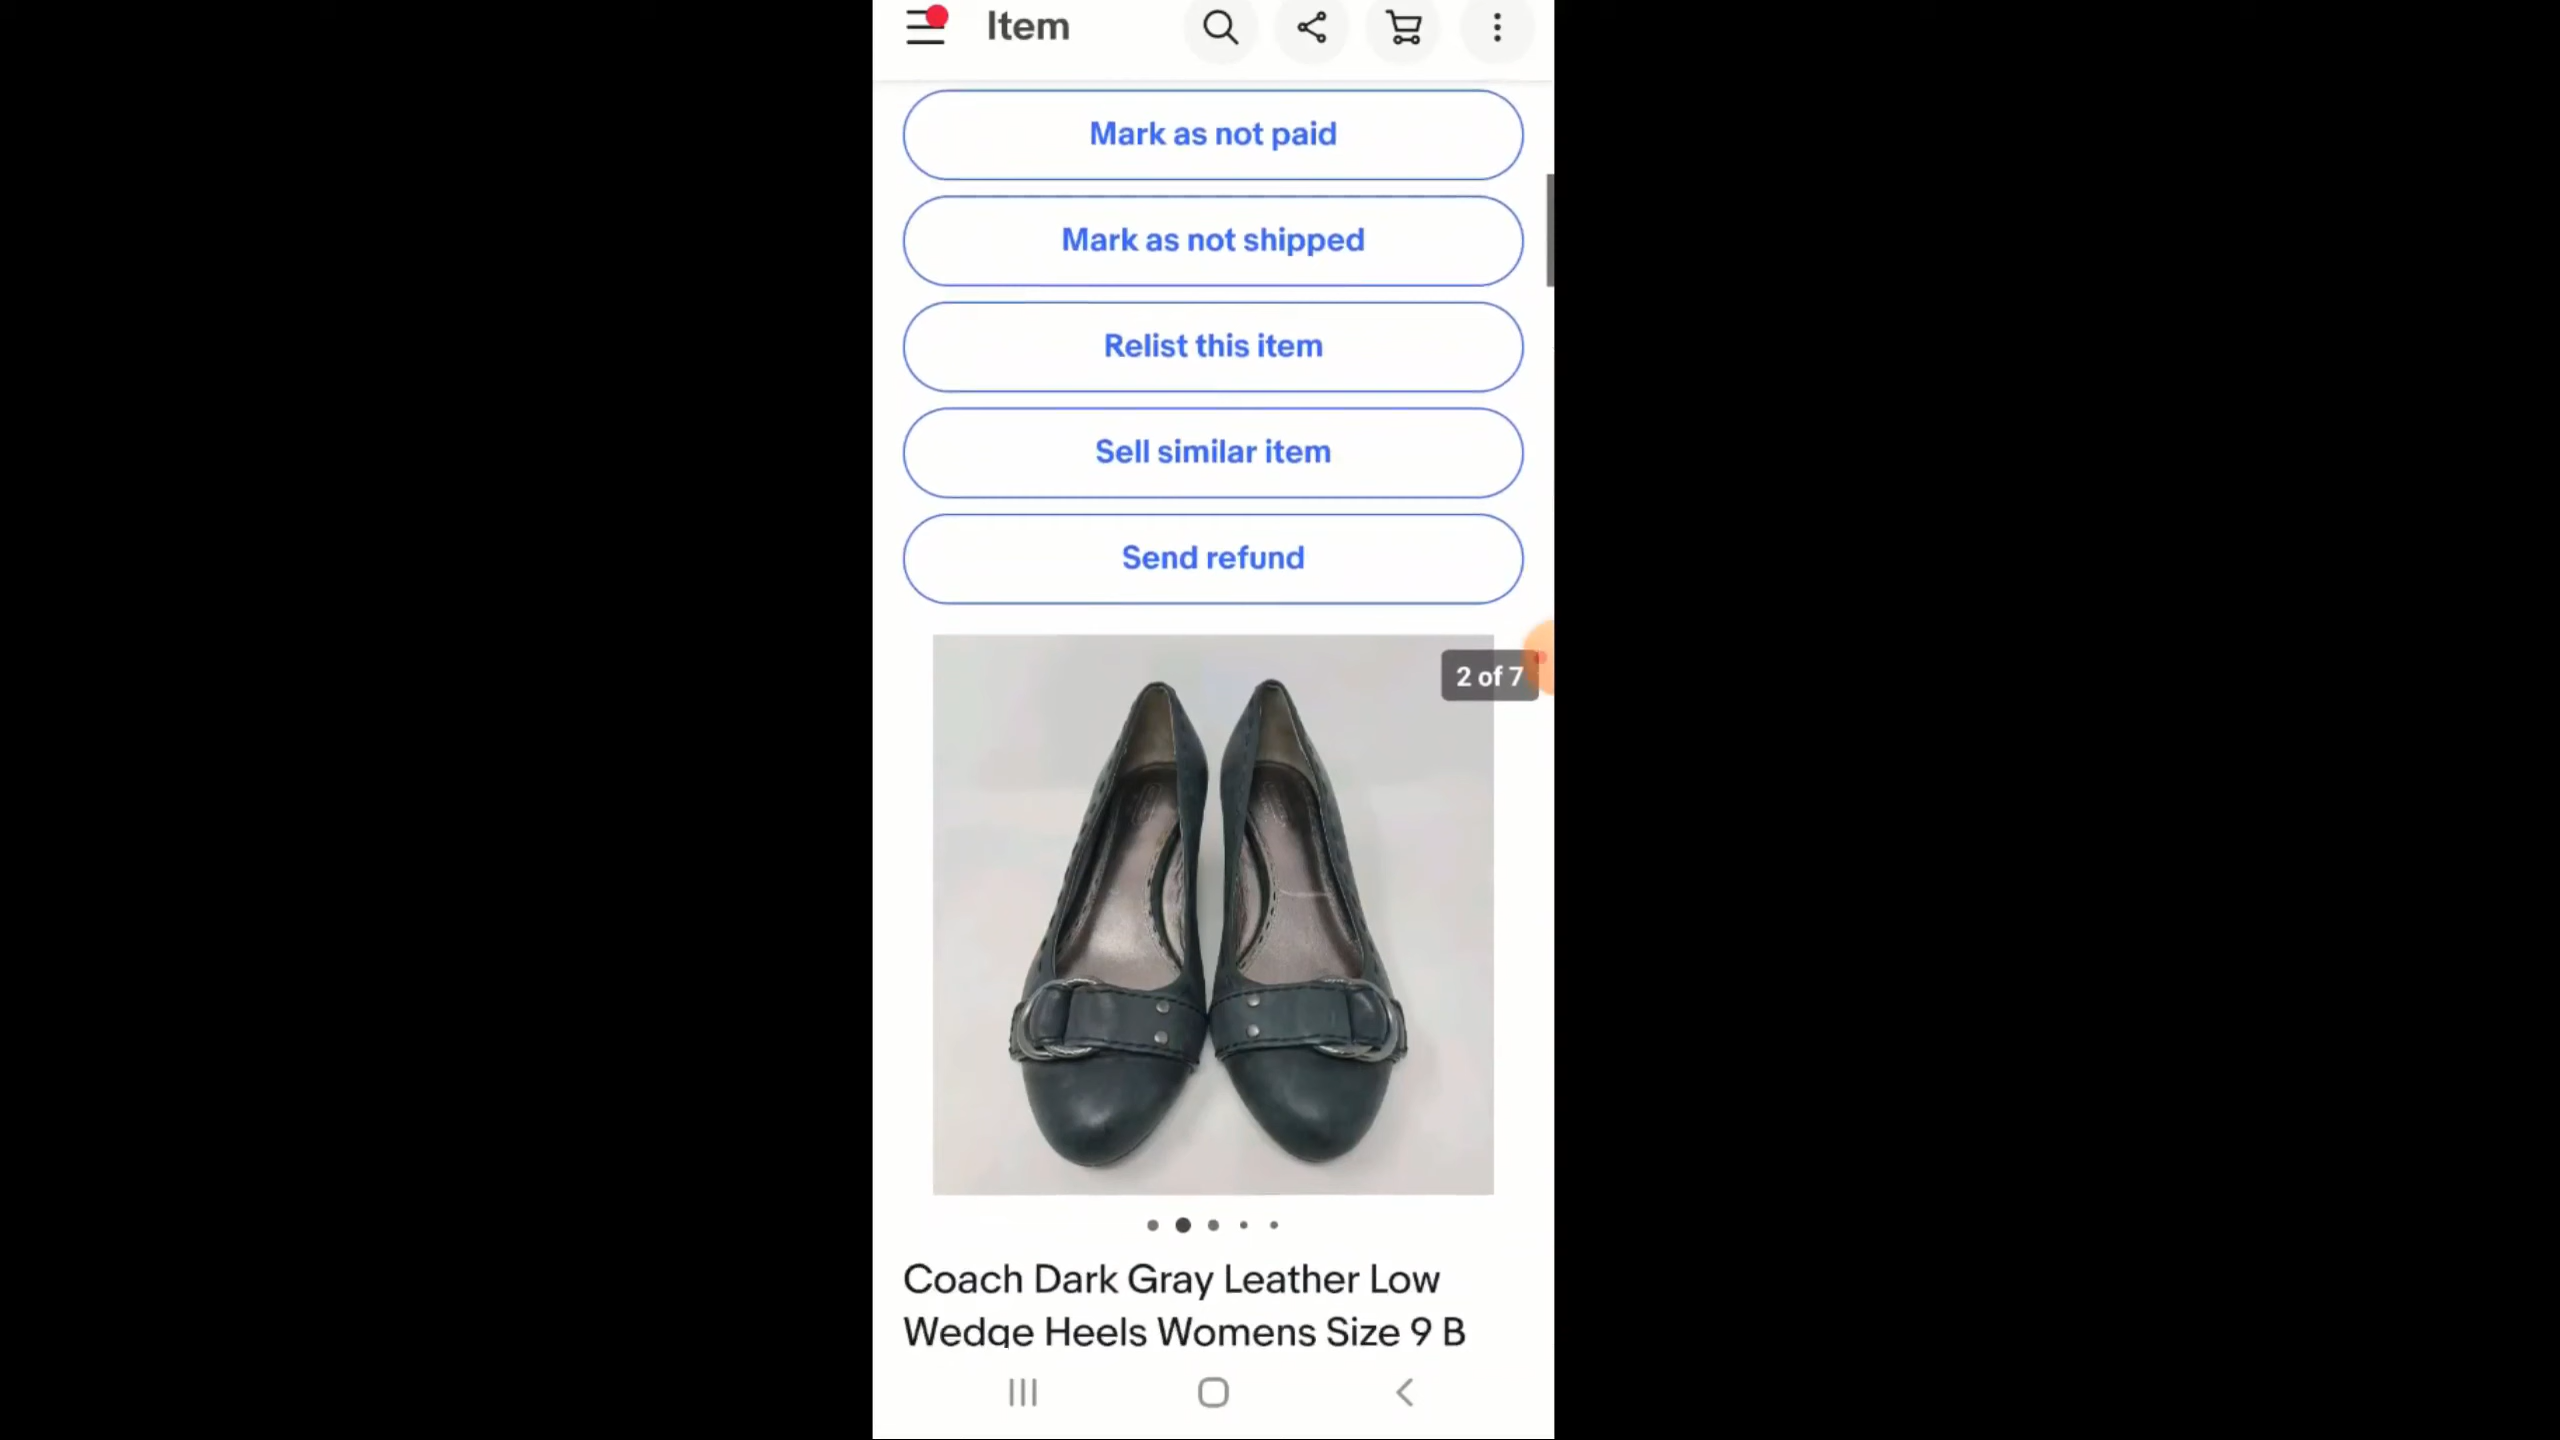 Item
Mark as not paid
Mark as not shipped
Relist this item
Sell similar item
Send refund
2 of 7
Coach Dark Gray Leather Low
Wedge Heels Womens Size 9 B